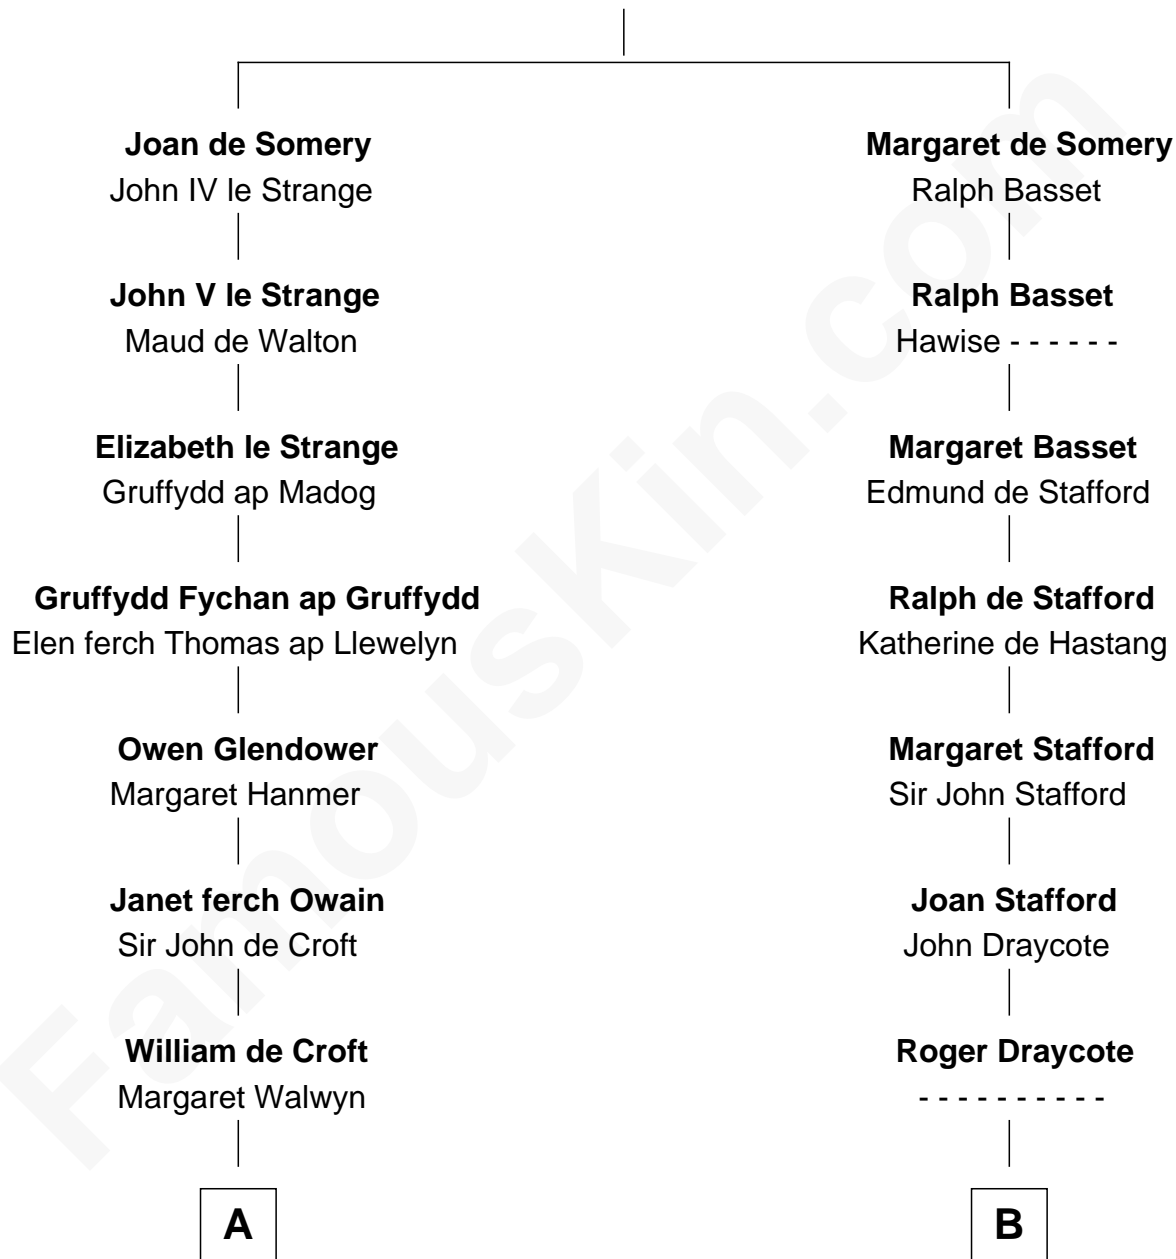 Joan de Somery
John IV le Strange
John V le Strange
Maud de Walton
Elizabeth le Strange
Gruffydd ap Madog
Gruffydd Fychan ap Gruffydd
Elen ferch Thomas ap Llewelyn
Owen Glendower
Margaret Hanmer
Janet ferch Owain
Sir John de Croft
William de Croft
Margaret Walwyn
A
Margaret de Somery
Ralph Basset
Ralph Basset
Hawise - - - - - -
Margaret Basset
Edmund de Stafford
Ralph de Stafford
Katherine de Hastang
Margaret Stafford
Sir John Stafford
Joan Stafford
John Draycote
Roger Draycote
- - - - - - - - - -
B
FamousKin.com